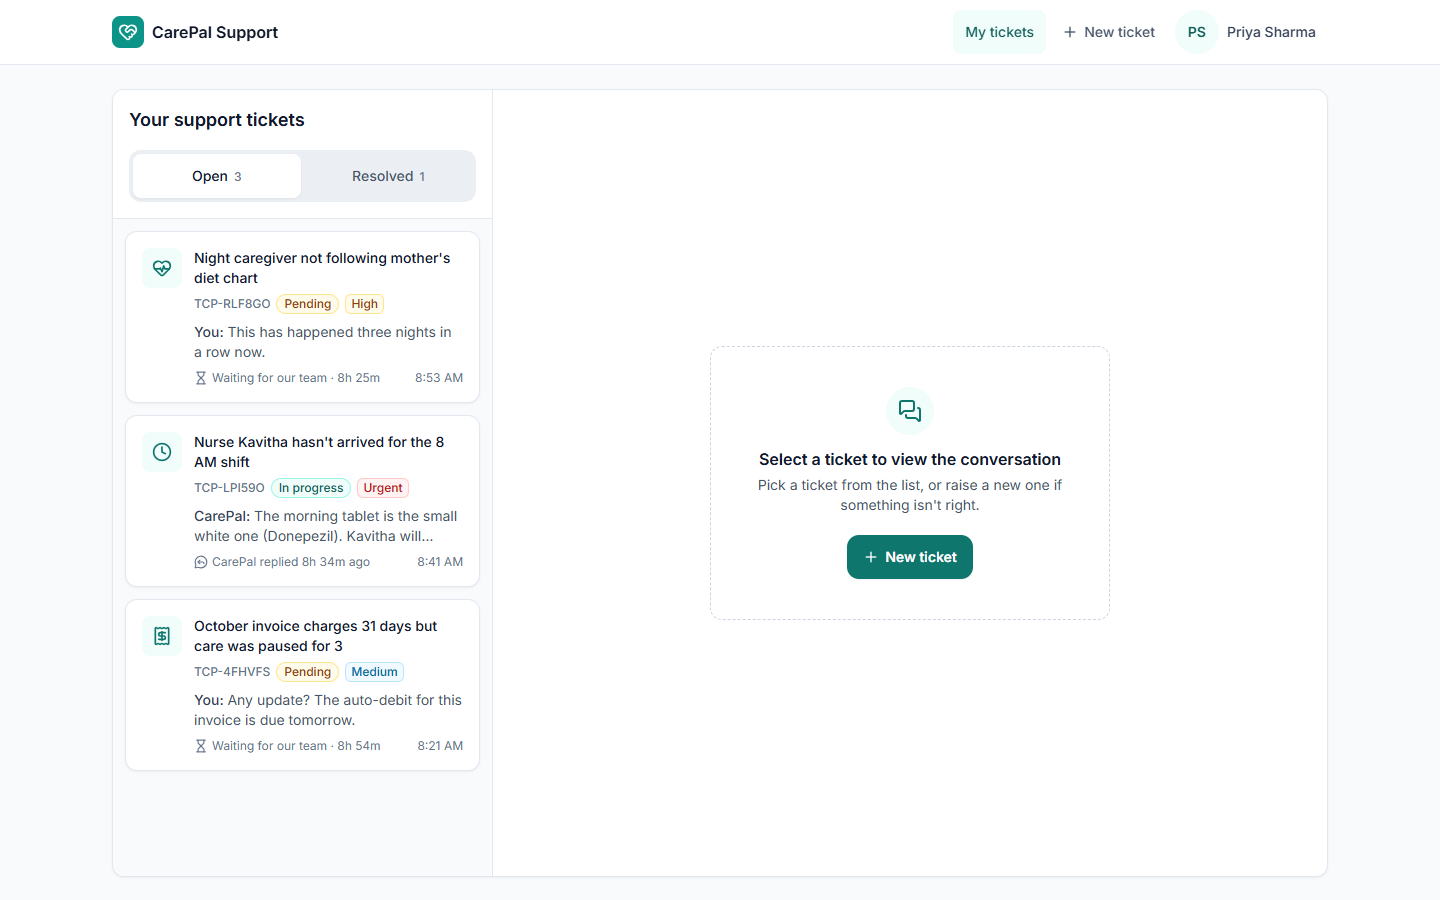 CarePal Support
My tickets
New ticket
PS
Priya Sharma
Your support tickets
Open 3
Resolved 1
Night caregiver not following mother's
diet chart
TCP-RLF8GO
Pending
High
You: This has happened three nights in
a row now.
Waiting for our team · 8h 25m
8:53 AM
Nurse Kavitha hasn't arrived for the 8
AM shift
TCP-LPI59O
In progress
Urgent
CarePal: The morning tablet is the small
white one (Donepezil). Kavitha will...
CarePal replied 8h 34m ago
8:41 AM
October invoice charges 31 days but
care was paused for 3
TCP-4FHVFS
Pending
Medium
You: Any update? The auto-debit for this
invoice is due tomorrow.
Waiting for our team · 8h 54m
8:21 AM
Select a ticket to view the conversation
Pick a ticket from the list, or raise a new one if
something isn't right.
New ticket